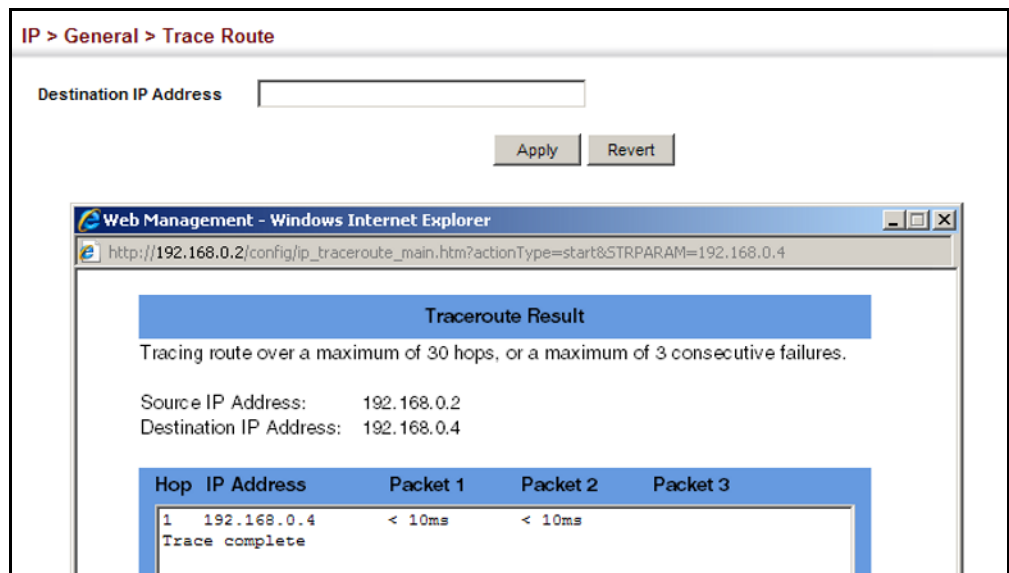 IP > General > Trace Route
Destination IP Address
Apply Revert
Web Management - Windows Internet Explorer
http://192.168.0.2/config/ip_traceroute_main.htm?actionType=start&STRPARAM=192.168.0.4
Traceroute Result
Tracing route over a maximum of 30 hops, or a maximum of 3 consecutive failures.
Source IP Address: 192.168.0.2
Destination IP Address: 192.168.0.4
Hop IP Address Packet 1 Packet 2 Packet 3
1 192.168.0.4 < 10ms < 10ms
Trace complete